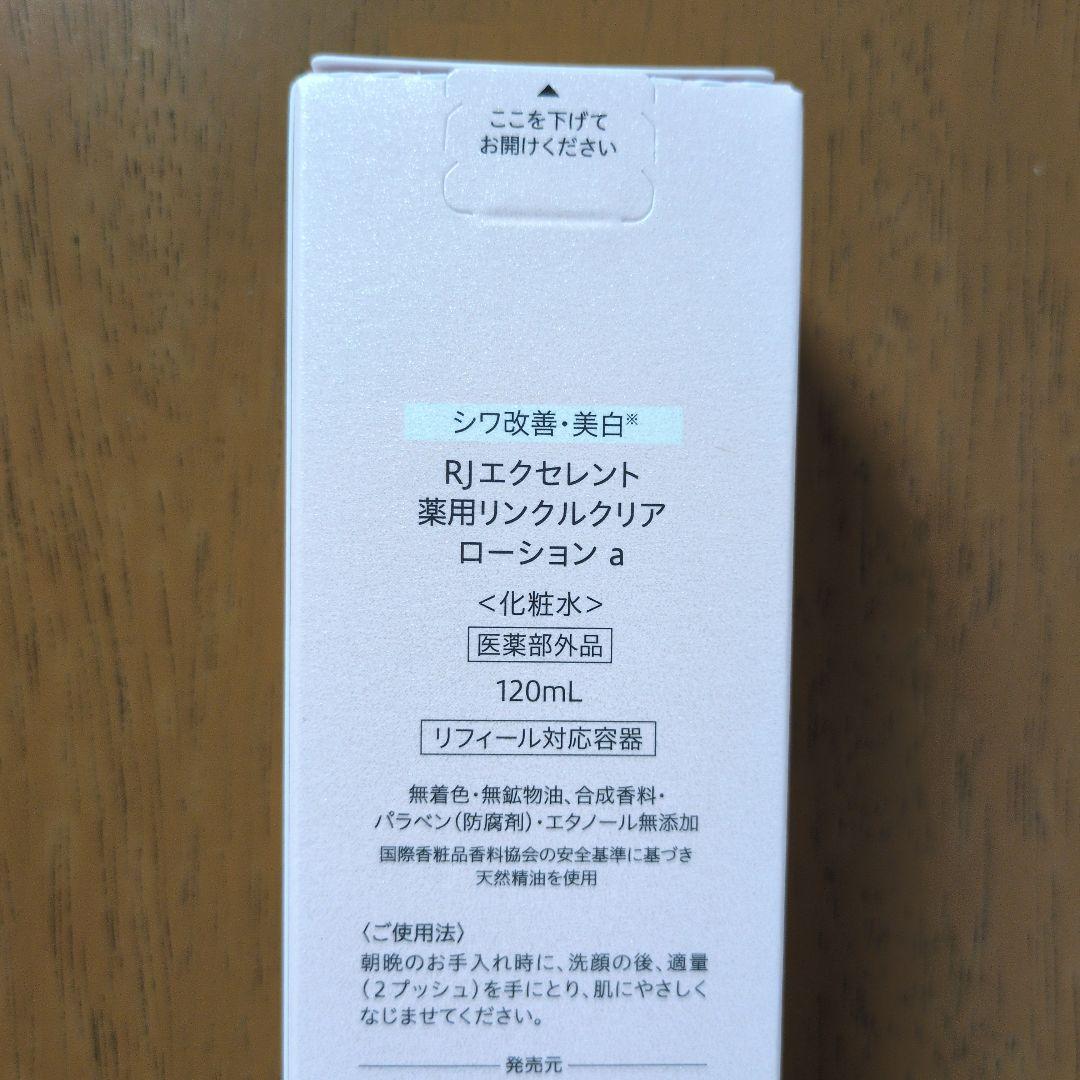 ▲
ここを下げて
お開けください
シワ改善・美白※
RJエクセレント
薬用リンクルクリア
ローション a
<化粧水>
医薬部外品
120mL
リフィール対応容器
無着色・無鉱物油、合成香料・
パラベン(防腐剤)・エタノール無添加
国際香粧品香料協会の安全基準に基づき
天然精油を使用
〈ご使用法〉
朝晩のお手入れ時に、洗顔の後、適量
(2プッシュ)を手にとり、肌にやさしく
なじませてください。
発売元